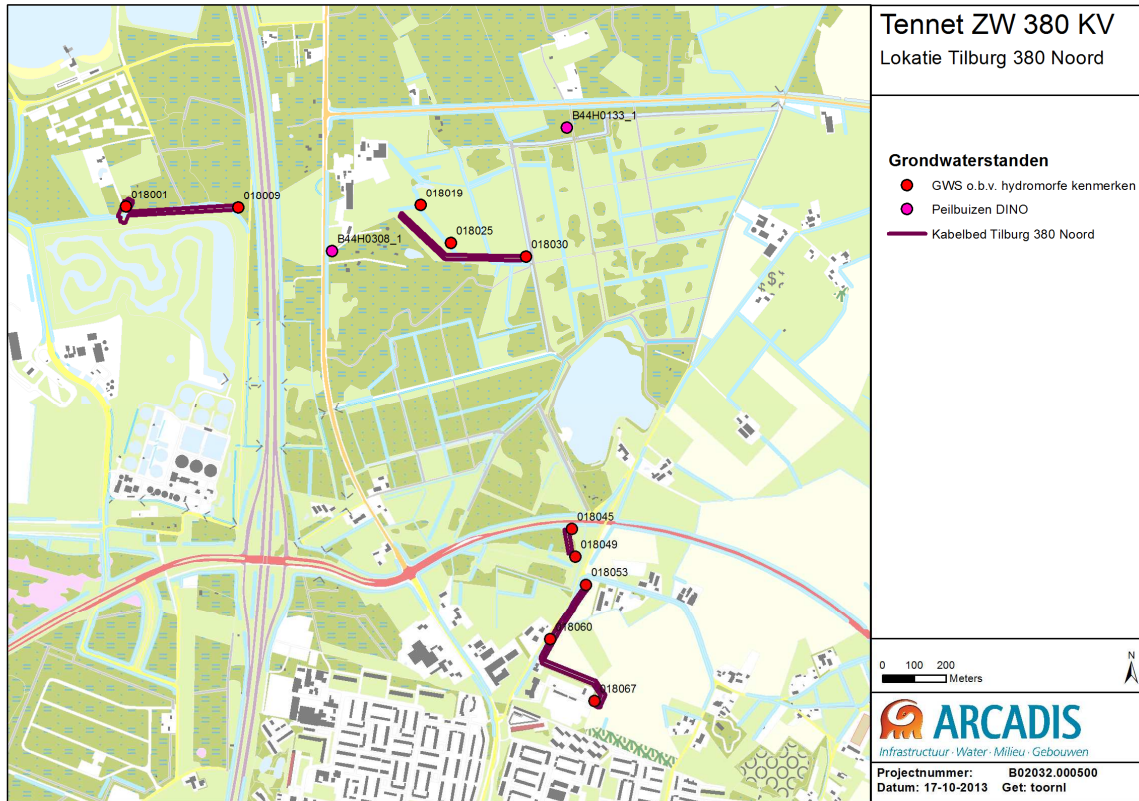 Tennet ZW 380 KV
Lokatie Tilburg 380 Noord
Grondwaterstanden
GWS o.b.v. hydromorfe kenmerken
Peilbuizen DINO
Kabelbed Tilburg 380 Noord
B44H0133_1
018001
018009
018019
018025
B44H0308_1
018030
018045
018049
018053
018060
018067
0 100 200
Meters
N
ARCADIS
Infrastructuur · Water · Milieu · Gebouwen
Projectnummer: B02032.000500
Datum: 17-10-2013 Get: toornl